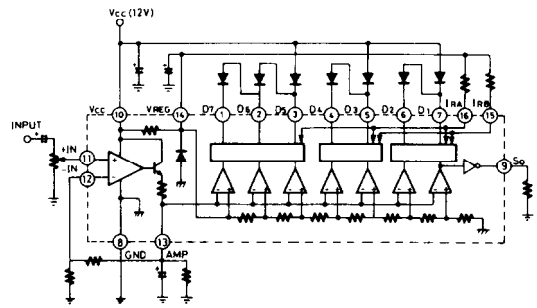 Vcc (12V)
Vcc VREG D7 D6 D5 D4 D3 D2 D1 IRA IRB
10 14 1 2 3 4 5 6 7 16 15
INPUT
+IN
11
-IN
12
9 So
8 13
GND AMP